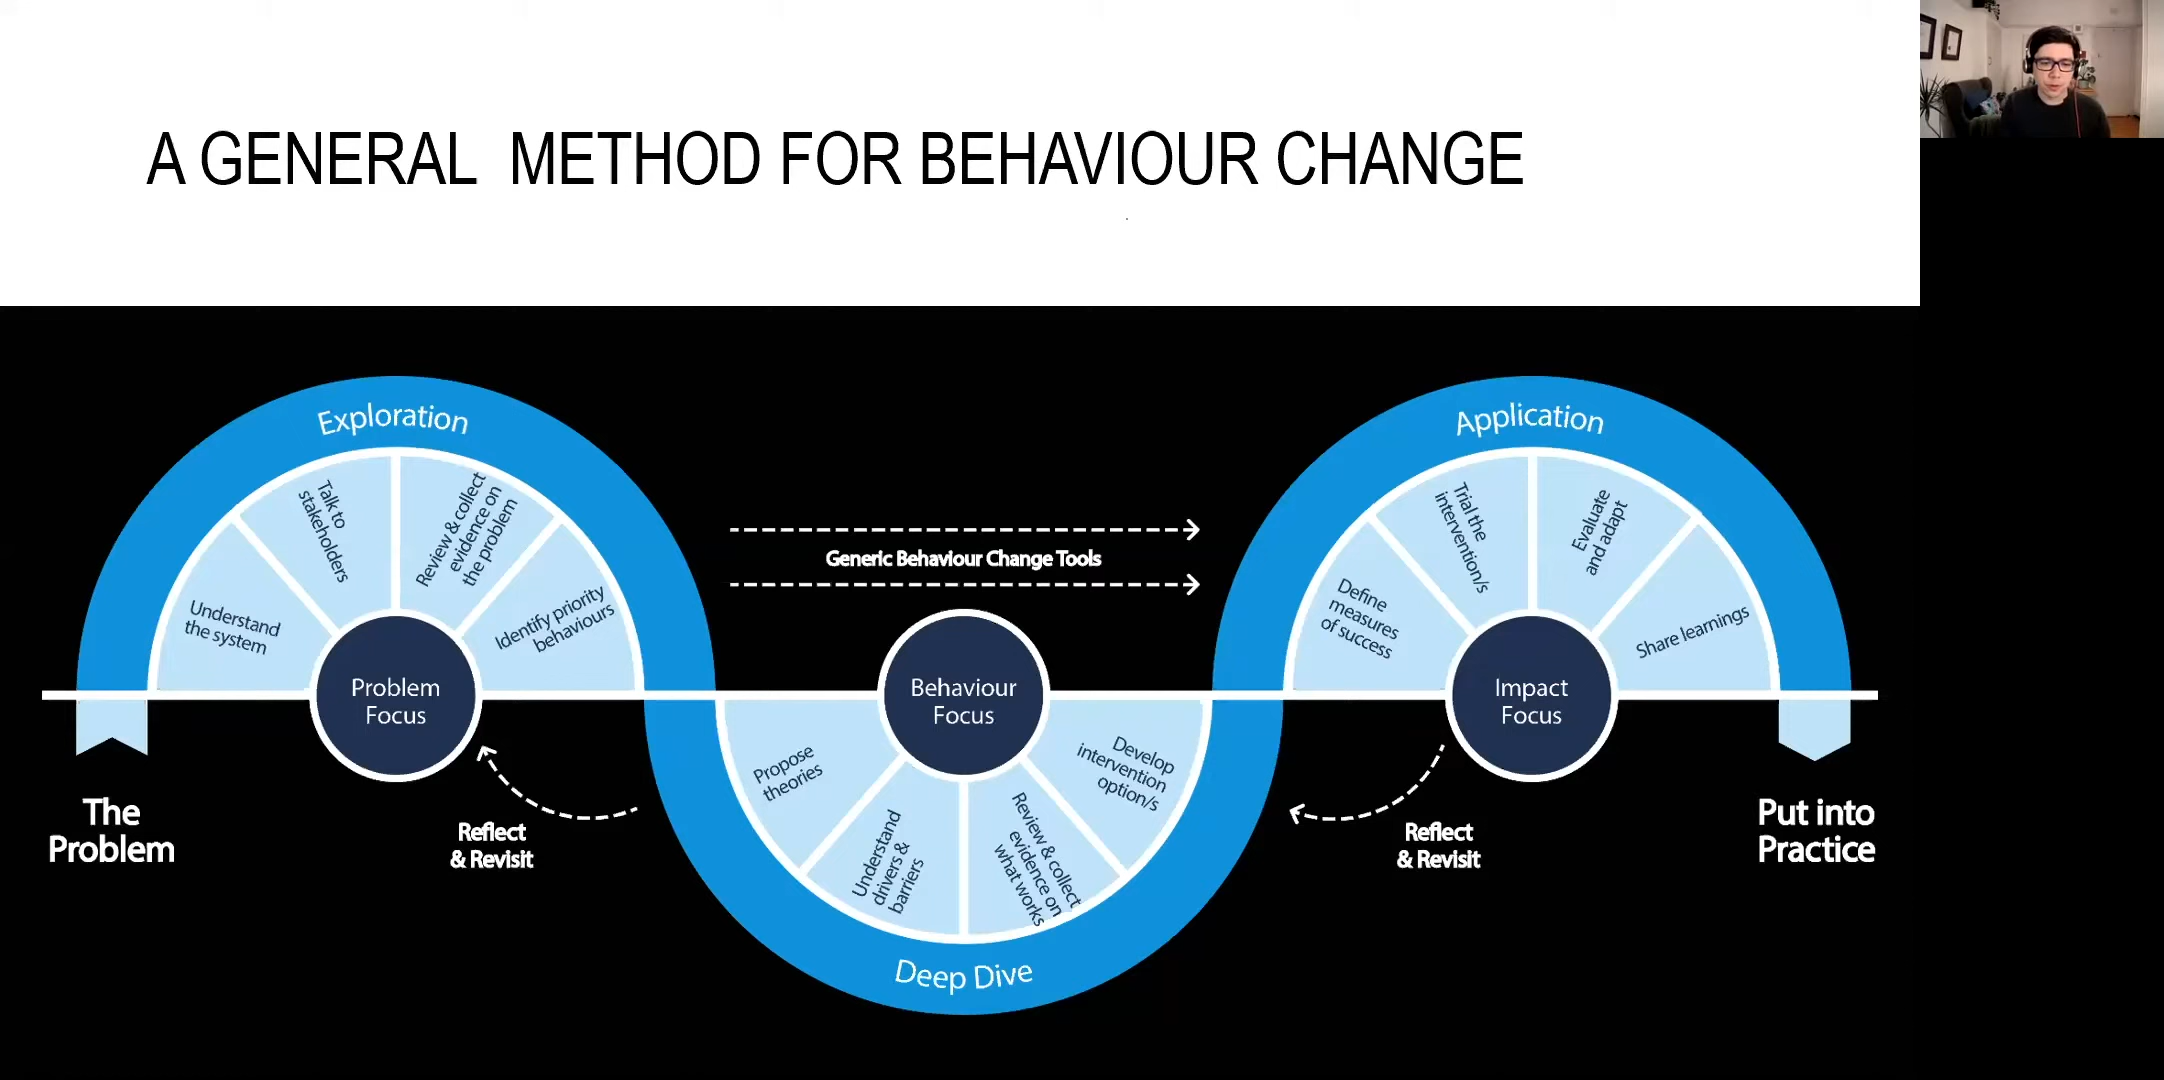 A GENERAL METHOD FOR BEHAVIOUR CHANGE
Exploration
Understand
the system
Talk to
stakeholders
Review & collect
evidence on
the problem
Identify priority
behaviours
Problem
Focus
The
Problem
Reflect
& Revisit
Generic Behaviour Change Tools
Behaviour
Focus
Propose
theories
Understand
drivers &
barriers
Review & collect
evidence on
what works
Develop
intervention
option/s
Deep Dive
Application
Define
measures
of success
Trial the
intervention/s
Evaluate
and adapt
Share learnings
Impact
Focus
Reflect
& Revisit
Put into
Practice